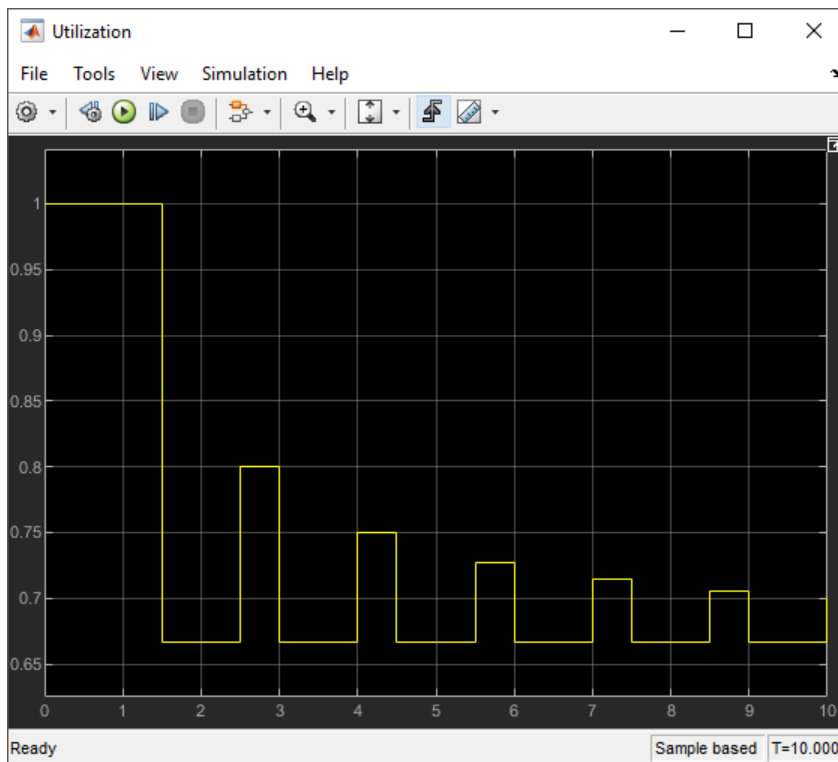 Utilization
File Tools View Simulation Help
1
0.95
0.9
0.85
0.8
0.75
0.7
0.65
0 1 2 3 4 5 6 7 8 9 10
Ready Sample based T=10.000